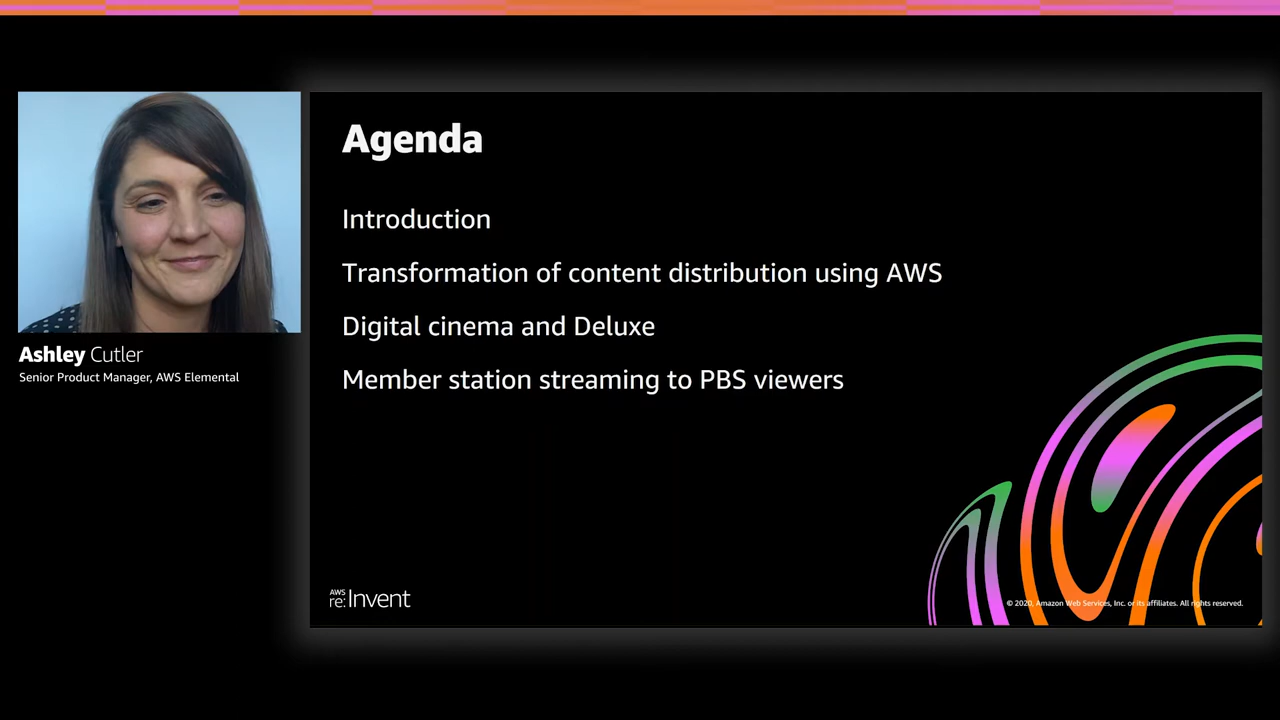 Ashley Cutler
Senior Product Manager, AWS Elemental
Agenda
Introduction
Transformation of content distribution using AWS
Digital cinema and Deluxe
Member station streaming to PBS viewers
AWS
re:Invent
© 2020, Amazon Web Services, Inc. or its affiliates. All rights reserved.